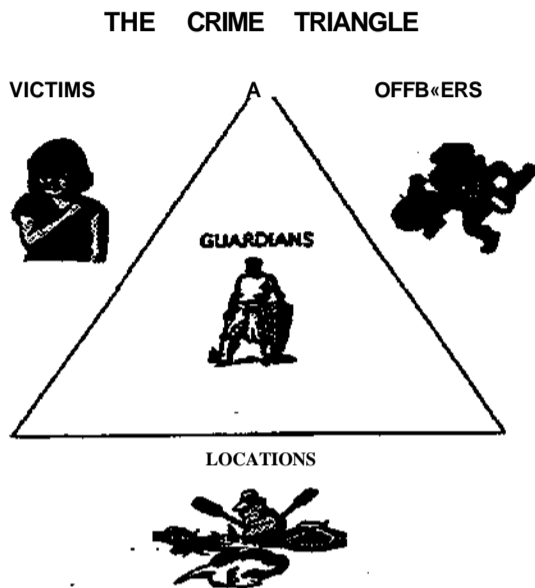 THE CRIME TRIANGLE
VICTIMS
A
OFFB«ERS
GUARDIANS
LOCATIONS